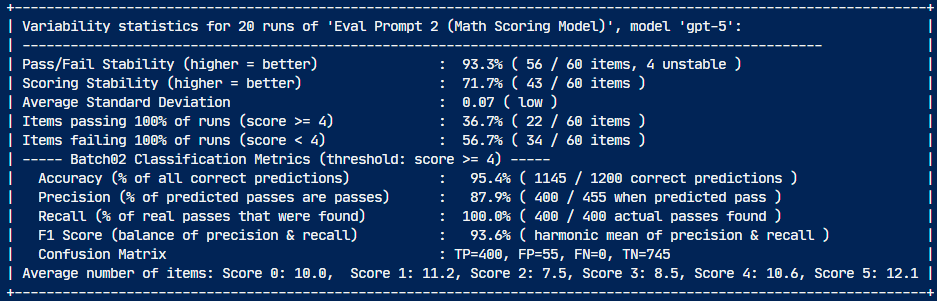 Variability statistics for 20 runs of 'Eval Prompt 2 (Math Scoring Model)', model 'gpt-5':
Pass/Fail Stability (higher = better) : 93.3% ( 56 / 60 items, 4 unstable )
Scoring Stability (higher = better) : 71.7% ( 43 / 60 items )
Average Standard Deviation : 0.07 ( low )
Items passing 100% of runs (score >= 4) : 36.7% ( 22 / 60 items )
Items failing 100% of runs (score < 4) : 56.7% ( 34 / 60 items )
----- Batch02 Classification Metrics (threshold: score >= 4) -----
Accuracy (% of all correct predictions) : 95.4% ( 1145 / 1200 correct predictions )
Precision (% of predicted passes are passes) : 87.9% ( 400 / 455 when predicted pass )
Recall (% of real passes that were found) : 100.0% ( 400 / 400 actual passes found )
F1 Score (balance of precision & recall) : 93.6% ( harmonic mean of precision & recall )
Confusion Matrix : TP=400, FP=55, FN=0, TN=745
Average number of items: Score 0: 10.0, Score 1: 11.2, Score 2: 7.5, Score 3: 8.5, Score 4: 10.6, Score 5: 12.1